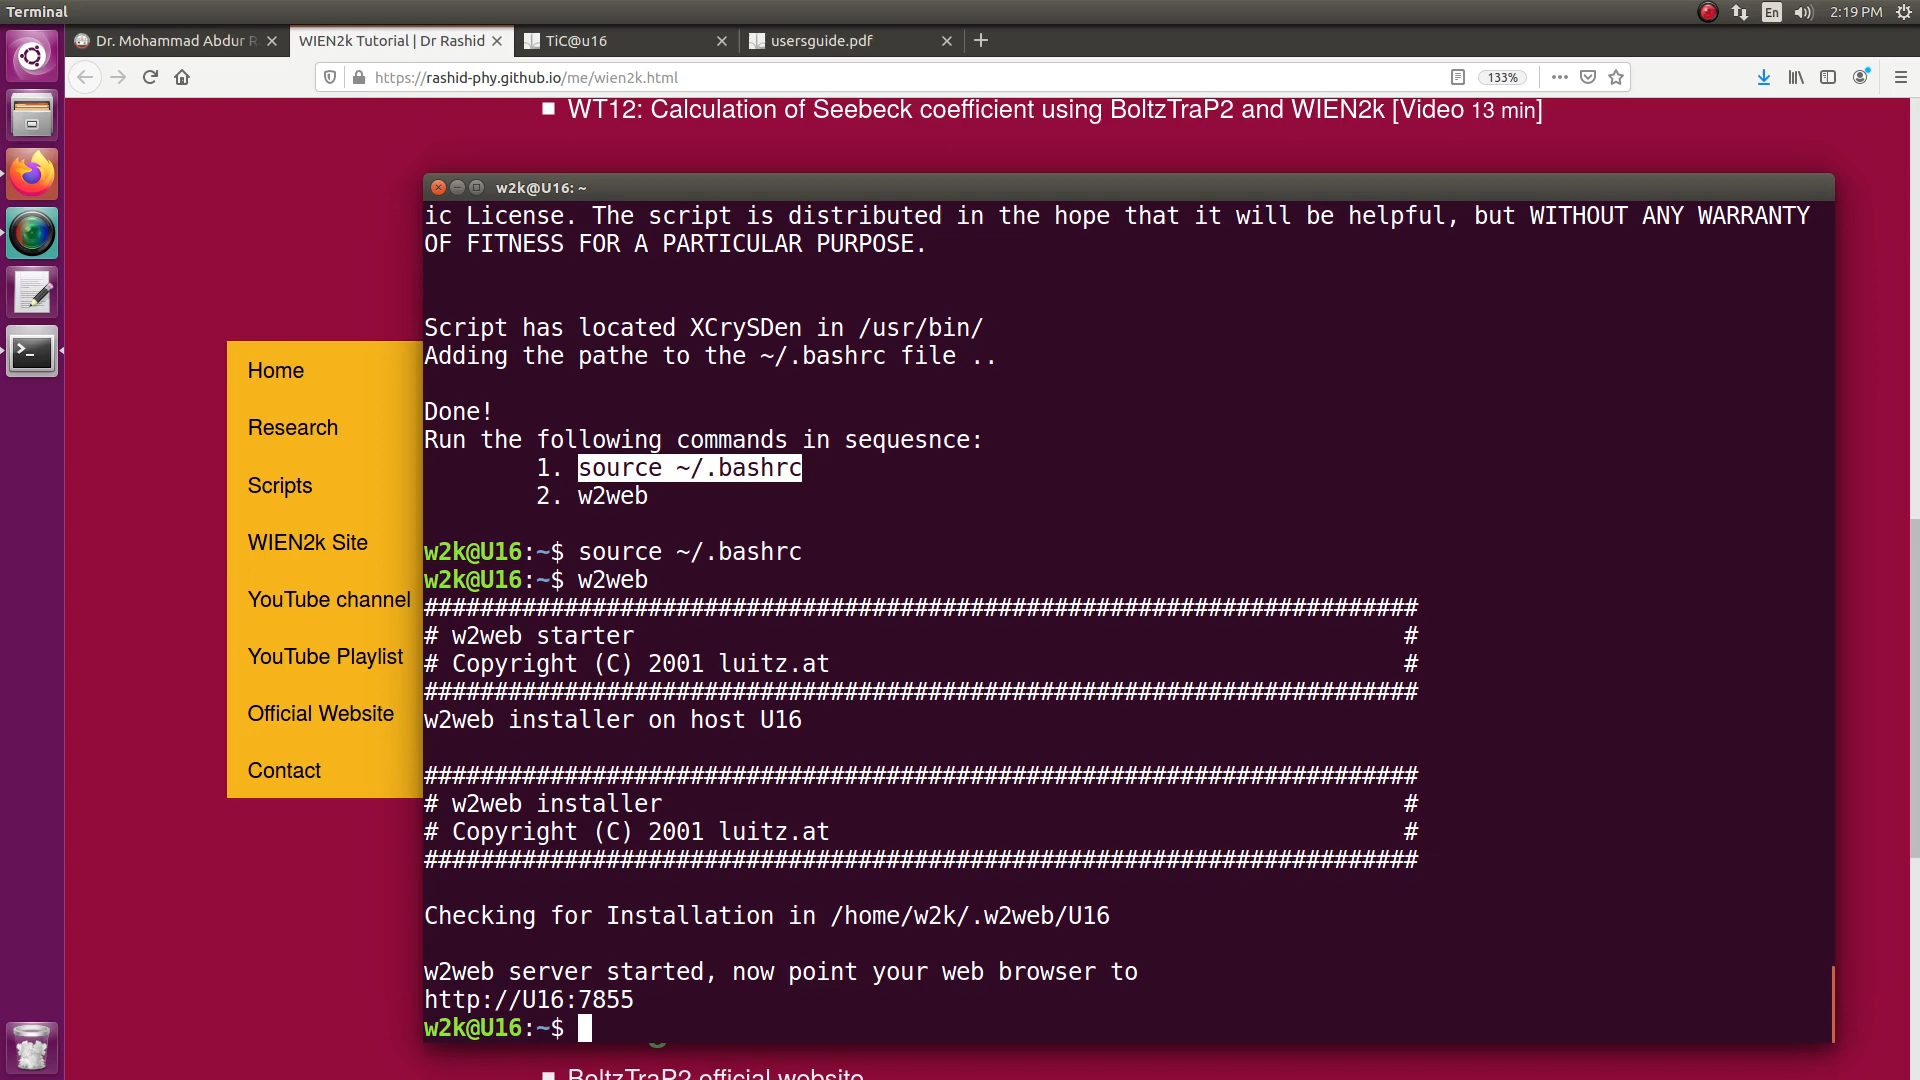 Terminal
En
2:19 PM
Dr. Mohammad Abdur R
WIEN2k Tutorial | Dr Rashid
TiC@u16
usersguide.pdf
https://rashid-phy.github.io/me/wien2k.html
133%
WT12: Calculation of Seebeck coefficient using BoltzTraP2 and WIEN2k [Video 13 min]
Home
Research
Scripts
WIEN2k Site
YouTube channel
YouTube Playlist
Official Website
Contact
w2k@U16: ~
ic License. The script is distributed in the hope that it will be helpful, but WITHOUT ANY WARRANTY
OF FITNESS FOR A PARTICULAR PURPOSE.
Script has located XCrySDen in /usr/bin/
Adding the pathe to the ~/.bashrc file ..
Done!
Run the following commands in sequesnce:
1. source ~/.bashrc
2. w2web
w2k@U16:~$ source ~/.bashrc
w2k@U16:~$ w2web
#######################################################################
# w2web starter #
# Copyright (C) 2001 luitz.at #
#######################################################################
w2web installer on host U16
#######################################################################
# w2web installer #
# Copyright (C) 2001 luitz.at #
#######################################################################
Checking for Installation in /home/w2k/.w2web/U16
w2web server started, now point your web browser to
http://U16:7855
w2k@U16:~$
BoltzTraP2 official website